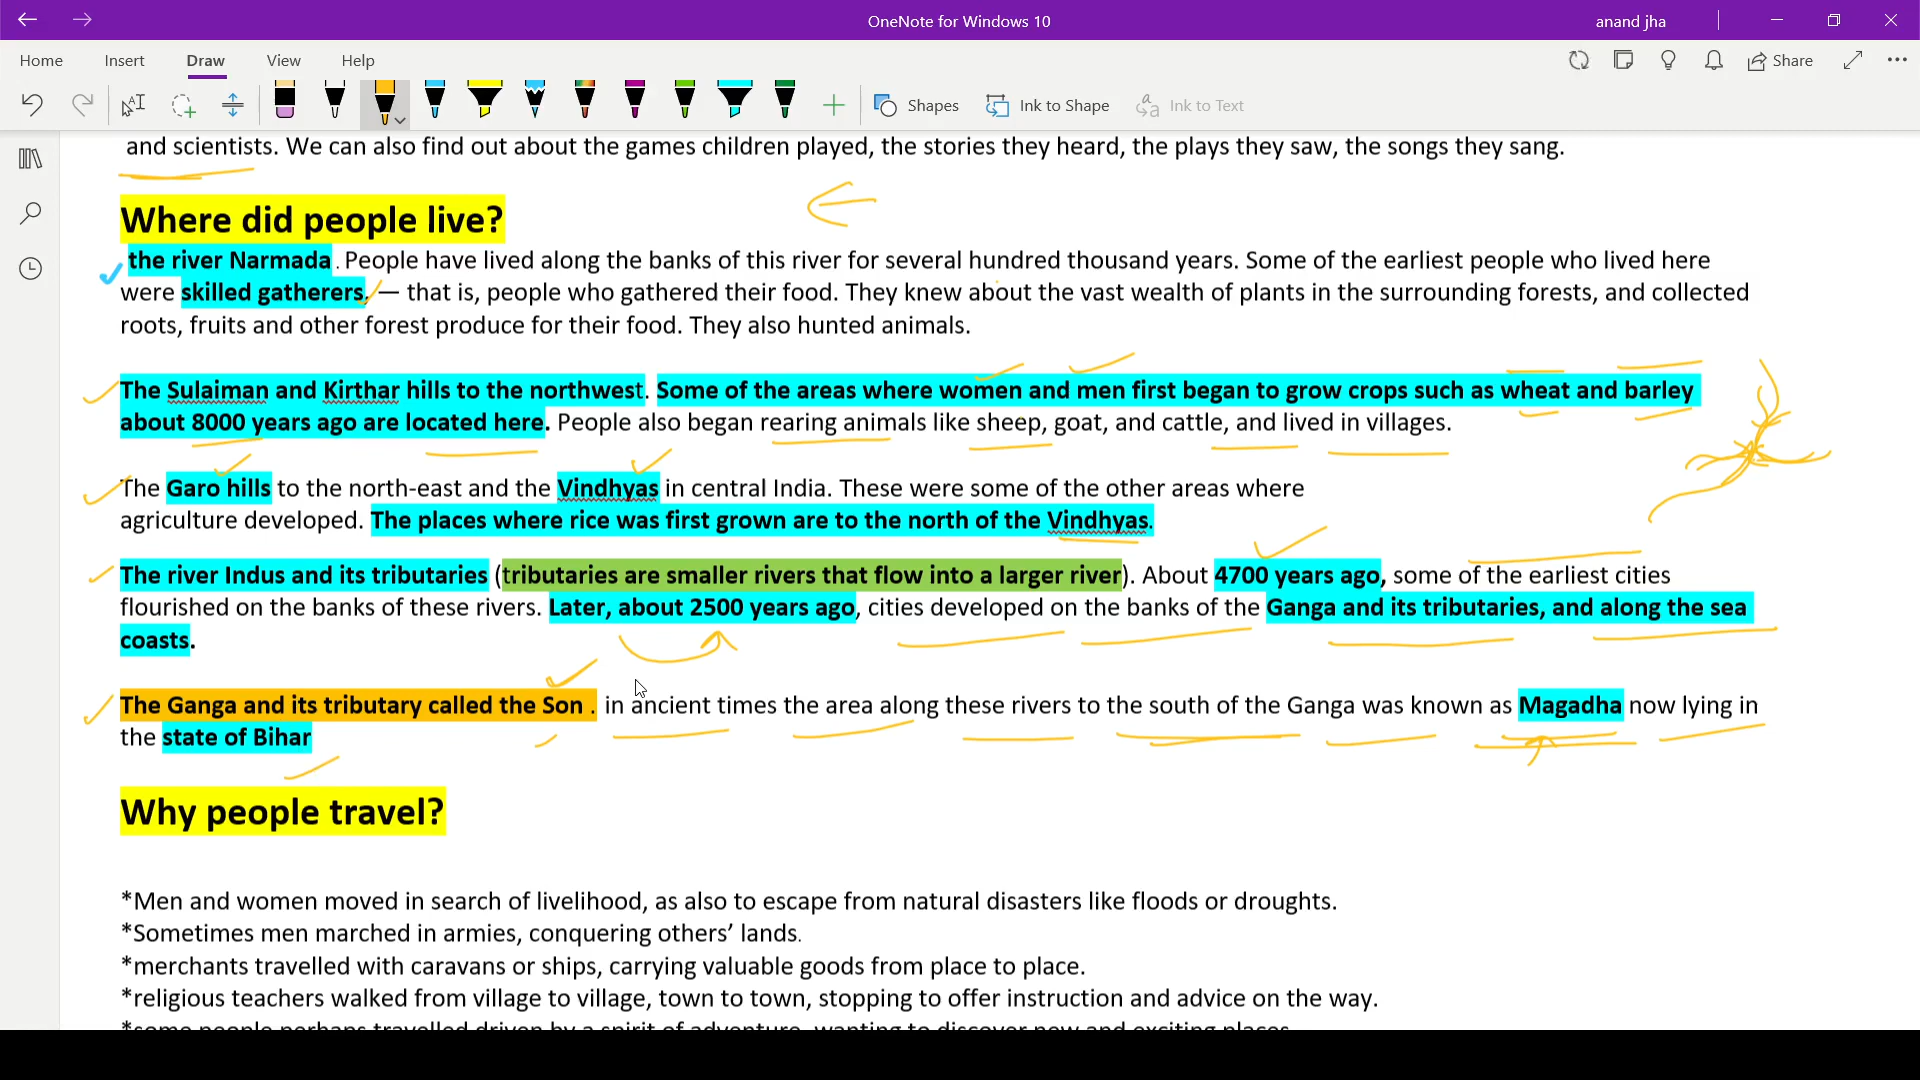 OneNote for Windows 10
anand jha
Home Insert Draw View Help
Share
Shapes Ink to Shape Ink to Text
and scientists. We can also find out about the games children played, the stories they heard, the plays they saw, the songs they sang.
Where did people live?
the river Narmada . People have lived along the banks of this river for several hundred thousand years. Some of the earliest people who lived here
were skilled gatherers, — that is, people who gathered their food. They knew about the vast wealth of plants in the surrounding forests, and collected
roots, fruits and other forest produce for their food. They also hunted animals.
The Sulaiman and Kirthar hills to the northwest. Some of the areas where women and men first began to grow crops such as wheat and barley
about 8000 years ago are located here. People also began rearing animals like sheep, goat, and cattle, and lived in villages.
The Garo hills to the north-east and the Vindhyas in central India. These were some of the other areas where
agriculture developed. The places where rice was first grown are to the north of the Vindhyas.
The river Indus and its tributaries (tributaries are smaller rivers that flow into a larger river). About 4700 years ago, some of the earliest cities
flourished on the banks of these rivers. Later, about 2500 years ago, cities developed on the banks of the Ganga and its tributaries, and along the sea
coasts.
The Ganga and its tributary called the Son . in ancient times the area along these rivers to the south of the Ganga was known as Magadha now lying in
the state of Bihar
Why people travel?
*Men and women moved in search of livelihood, as also to escape from natural disasters like floods or droughts.
*Sometimes men marched in armies, conquering others’ lands.
*merchants travelled with caravans or ships, carrying valuable goods from place to place.
*religious teachers walked from village to village, town to town, stopping to offer instruction and advice on the way.
*some people perhaps travelled driven by a spirit of adventure, wanting to discover new and exciting places